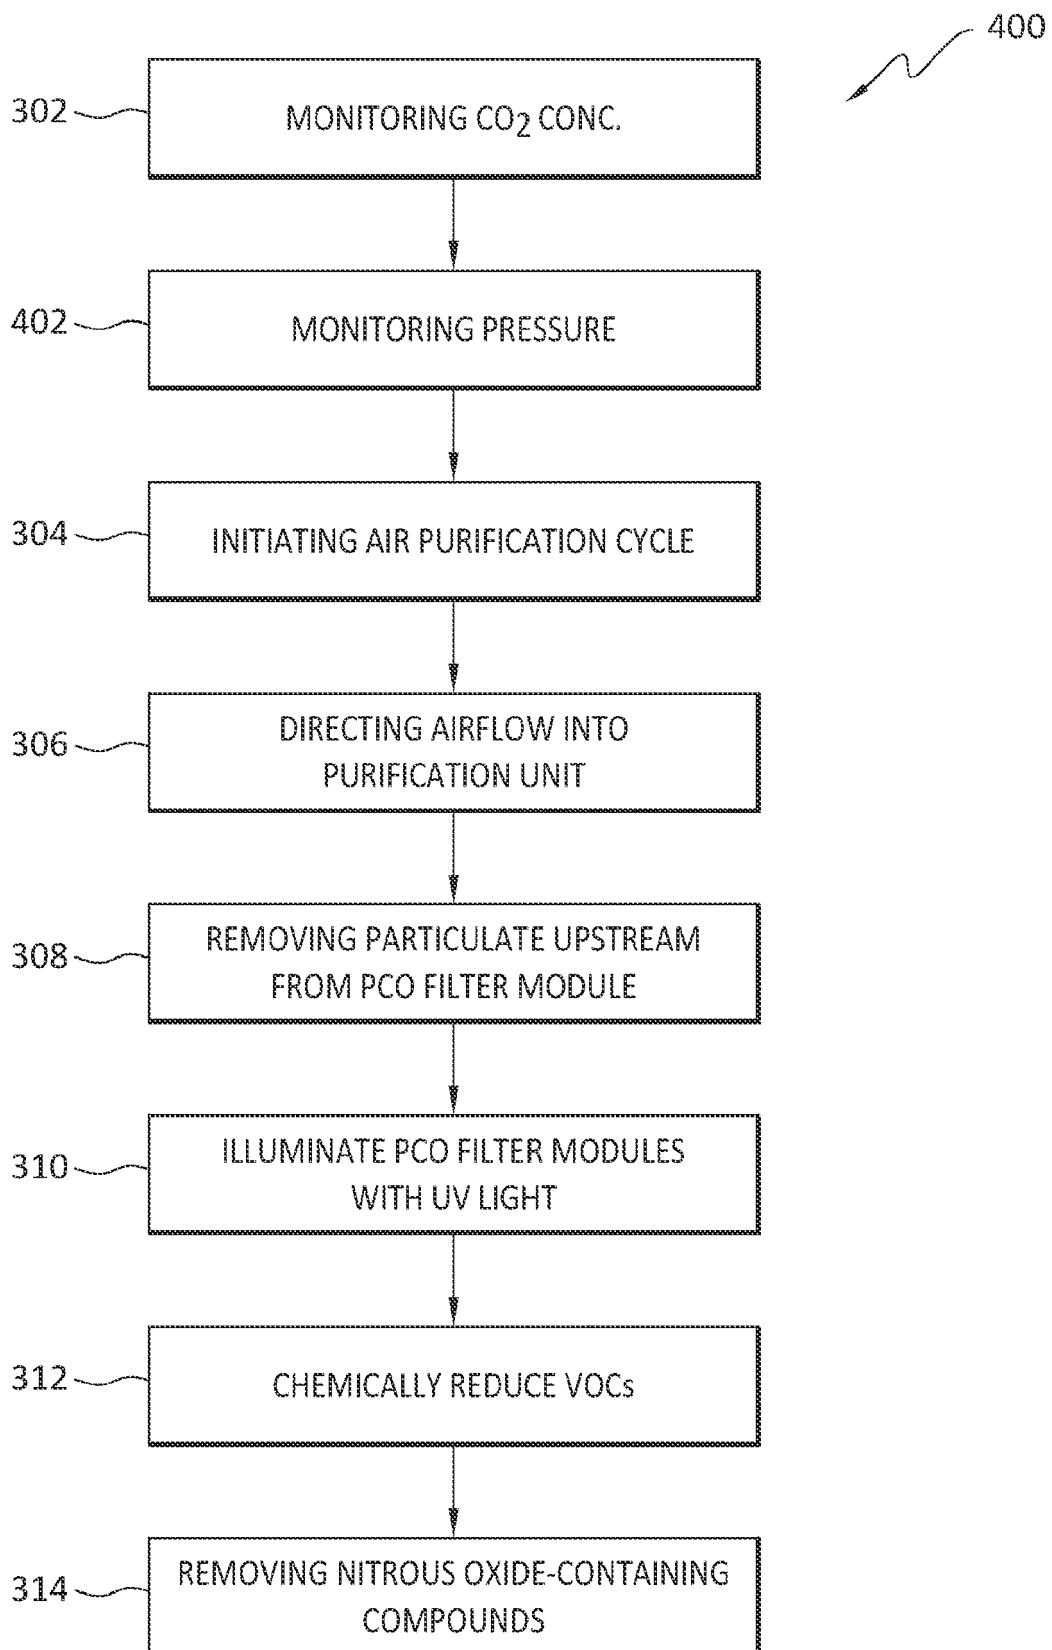 400
302
MONITORING CO2 CONC.
402
MONITORING PRESSURE
304
INITIATING AIR PURIFICATION CYCLE
306
DIRECTING AIRFLOW INTO
PURIFICATION UNIT
308
REMOVING PARTICULATE UPSTREAM
FROM PCO FILTER MODULE
310
ILLUMINATE PCO FILTER MODULES
WITH UV LIGHT
312
CHEMICALLY REDUCE VOCs
314
REMOVING NITROUS OXIDE-CONTAINING
COMPOUNDS